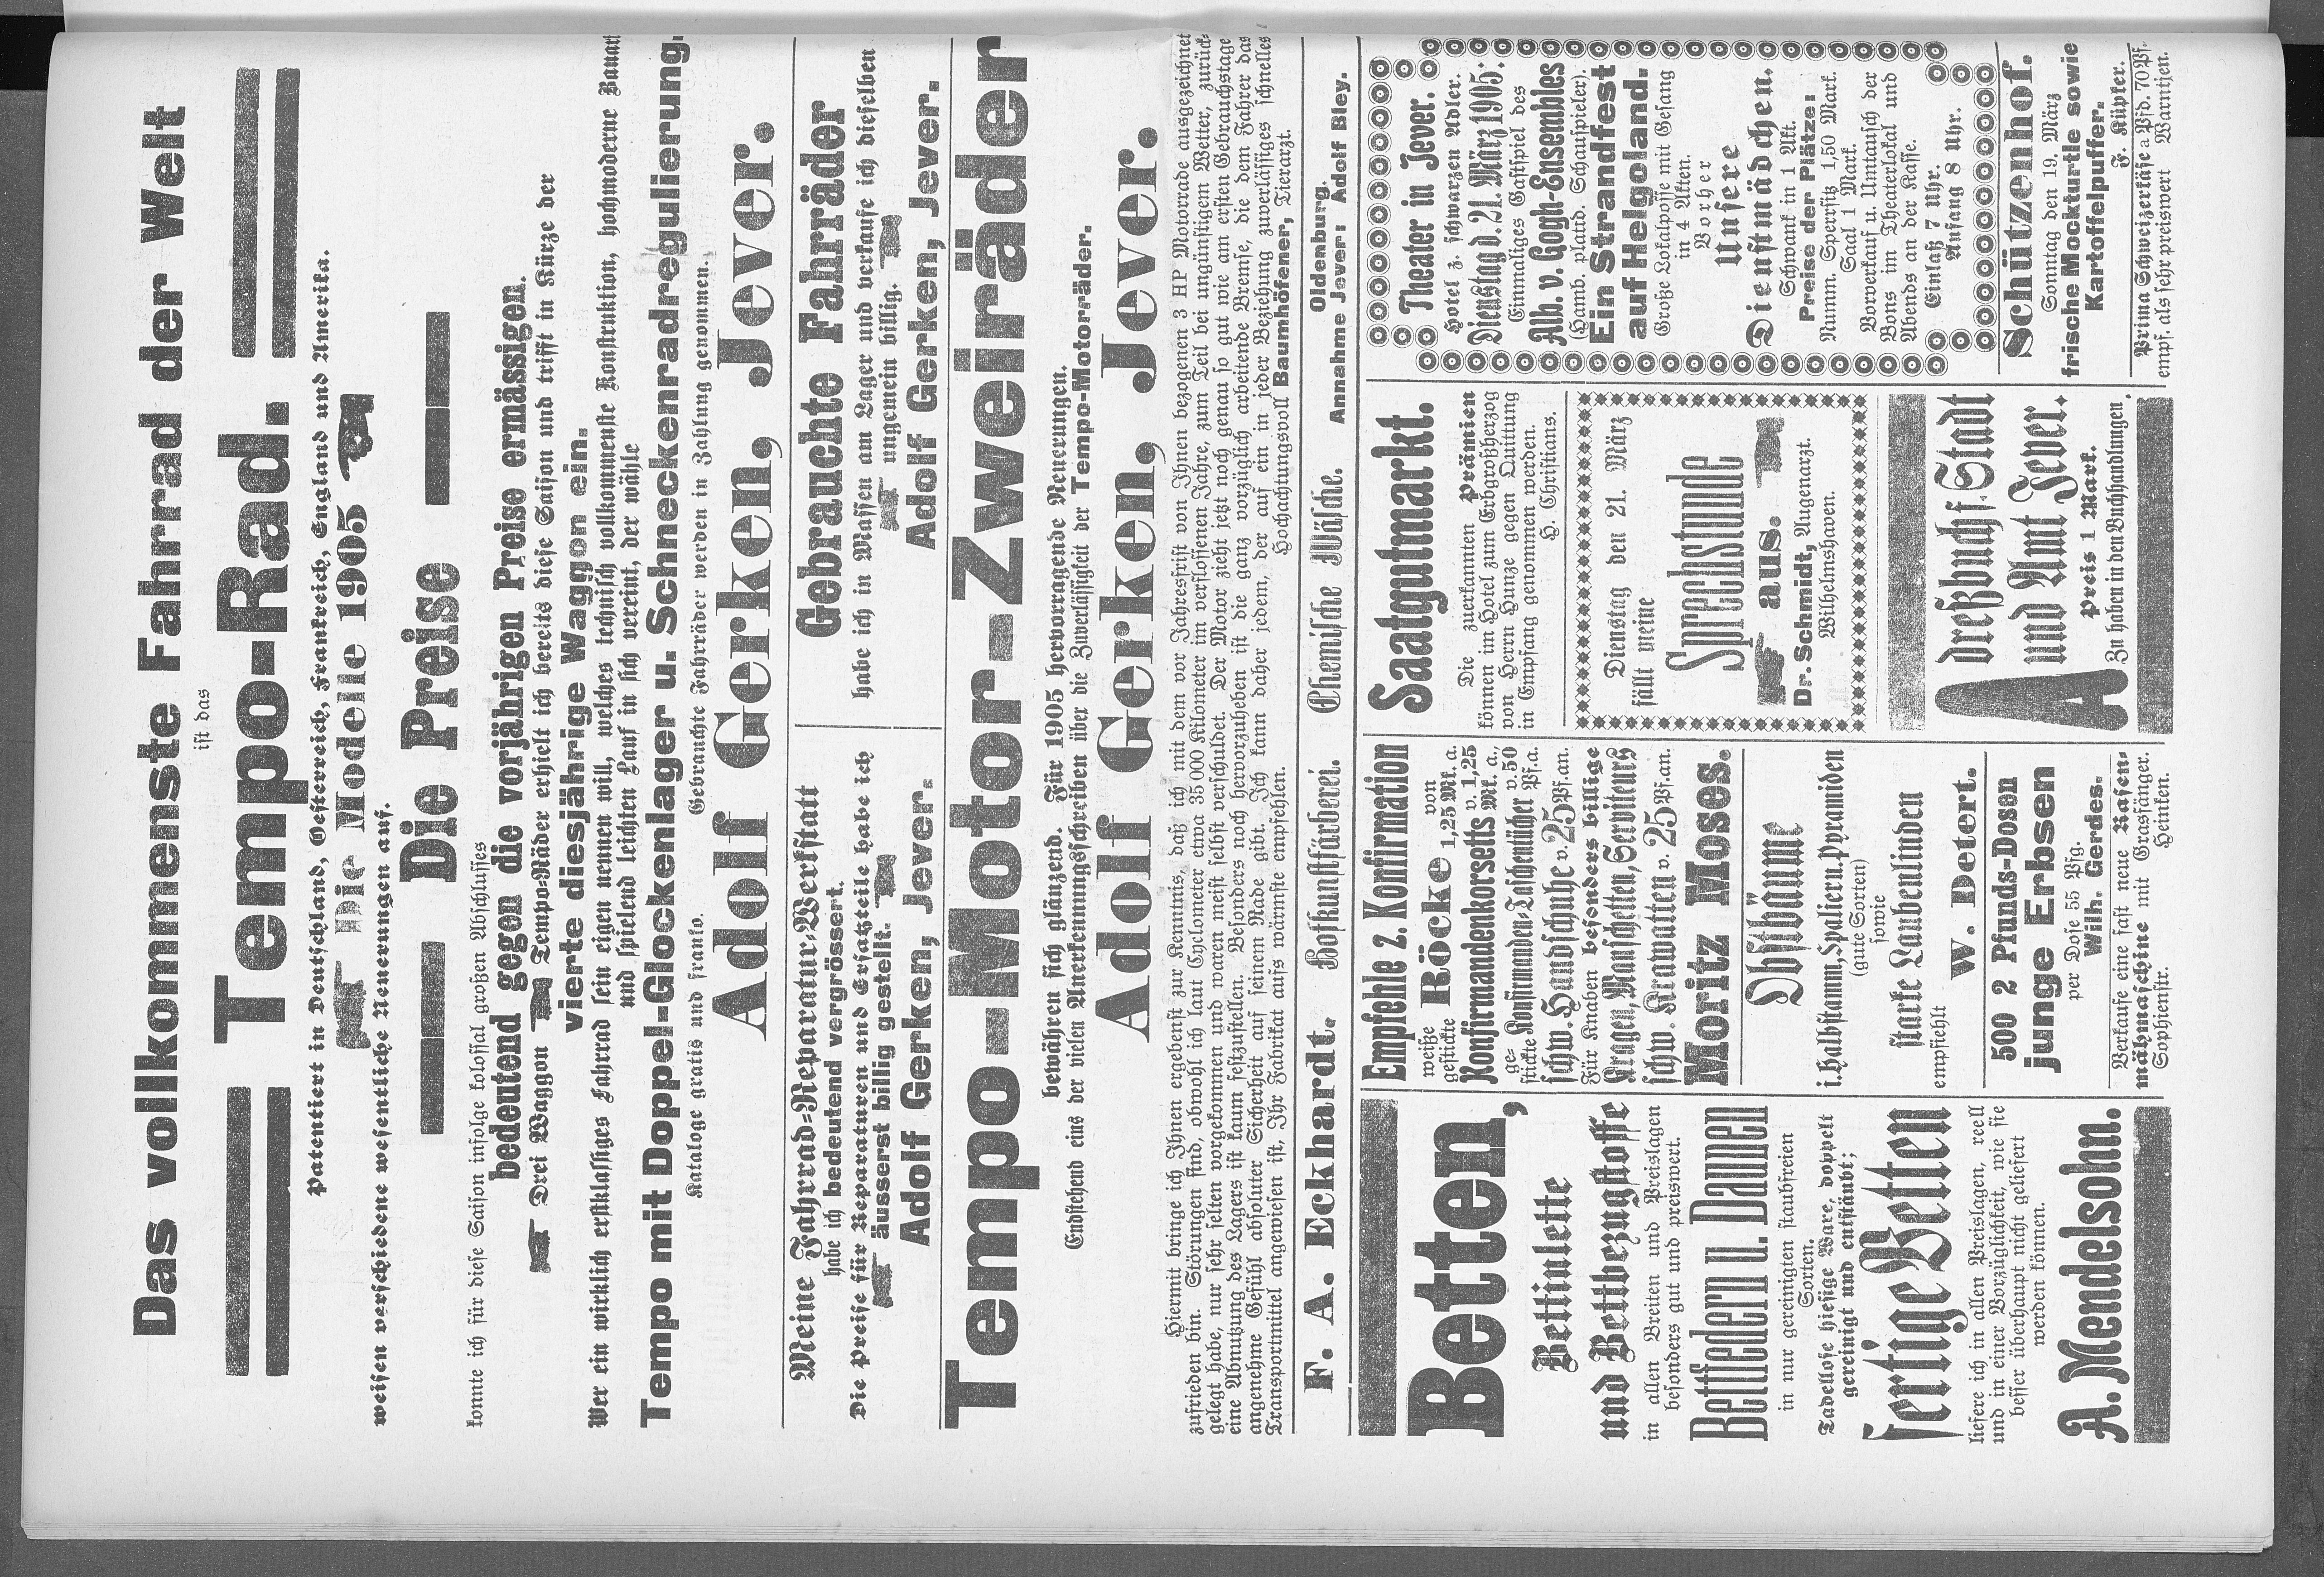 Das vollkommenste Fahrrad der Welt
ist das
Tempo-Rad.
Patentiert in Deutschland, Oesterreich, Frankreich, England und Amerika.
Die Modelle 1905
weisen verschiedene wesentliche Neuerungen auf.
Die Preise
konnte ich für diese Saison infolge kolossal großen Abschlusses
bedeutend gegen die vorjährigen Preise ermässigen.
Drei Waggon Tempo-Räder erhielt ich bereits diese Saison und trifft in Kürze der
vierte diesjährige Waggon ein.
Wer ein wirklich erstklassiges Fahrrad sein eigen nennen will, welches technisch vollkommenste Konstruktion, hochmoderne Bauart
und spielend leichten Lauf in sich vereint, der wähle
Tempo mit Doppel-Glockenlager u. Schneckenradregulierung.
Kataloge gratis und franko. Gebrauchte Fahrräder werden in Zahlung genommen.
Adolf Gerken, Jever.
Meine Fahrrad-Reparatur-Werkstatt
habe ich bedeutend vergrössert.
Die Preise für Reparaturen und Ersatzteile habe ich
äusserst billig gestellt.
Adolf Gerken, Jever.
Gebrauchte Fahrräder
habe ich in Massen am Lager und verkaufe ich dieselben
ungemein billig.
Adolf Gerken, Jever.
Tempo-Motor-Zweiräder
bewähren sich glänzend. Für 1905 hervorragende Neuerungen.
Endstehend eins der vielen Anerkennungsschreiben über die Zuverlässigkeit der Tempo-Motorräder.
Adolf Gerken, Jever.
Hiermit bringe ich Ihnen ergebenst zur Kenntnis, daß ich mit dem vor Jahresfrist von Ihnen bezogenen 3 HP Motorrade ausgezeichnet
zufrieden bin. Störungen sind, obwohl ich laut Cyclometer etwa 35 000 Kilometer im verflossenen Jahre, zum Teil bei ungünstigem Wetter, zurück-
gelegt habe, nur sehr selten vorgekommen und waren meist selbst verschuldet. Der Motor zieht jetzt noch genau so gut wie am ersten Gebrauchstage
eine Abnutzung des Lagers ist kaum festzustellen. Besonders noch hervorzuheben ist die ganz vorzüglich arbeitende Bremse, die dem Fahrer das
angenehme Gefühl absoluter Sicherheit auf seinem Rade gibt. Ich kann daher jedem, der auf ein in jeder Beziehung zuverlässiges schnelles
Transportmittel angewiesen ist, Ihr Fabrikat aufs wärmste empfehlen. Hochachtungsvoll Baumhöfener, Tierarzt.
F. A. Eckhardt. Hofkunstfärberei. Chemische Wäsche.
Oldenburg.
Annahme Jever: Adolf Bley.
Betten,
Bettinlette
und Bettbezugstoffe
in allen Breiten und Preislagen
besonders gut und preiswert.
Bettfedern u. Daunen
in nur gereinigten staubfreien
Sorten.
Tadellose hiesige Ware, doppelt
gereinigt und entstäubt;
fertige Betten
liefere ich in allen Preislagen, reell
und in einer Vorzüglichkeit, wie sie
besser überhaupt nicht geliefert
werden können.
A. Mendelsohn.
Empfehle z. Konfirmation
weiße gestickte Röcke von 1,25 Mk. a.
Konfirmandenkorsetts v. 1,25 Mk. a.,
ge-stickte Konfirmanden-Taschentücher v. 50 Pf. a.
schw. Handschuhe v. 25 Pf. an.
Für Knaben besonders billige
Kragen, Manschetten, Serviteurs
schw. Krawatten v. 25 Pf. an.
Moritz Moses.
Obstbäume
i. Halbstamm, Spalier u. Pyramiden
(gute Sorten)
sowie
starke Laubenlinden
empfiehlt W. Detert.
500 2 Pfunds-Dosen
junge Erbsen
per Dose 55 Pfg.
Wilh. Gerdes.
Verkaufe eine fast neue Rasen-
mähmaschine mit Grasfänger.
Sophienstr. Heinten.
Saatgutmarkt.
Die zuerkannten Prämien
können im Hotel zum Erbgroßherzog
von Herrn Hunze gegen Quittung
in Empfang genommen werden.
H. Christians.
Dienstag den 21. März
fällt meine
Sprechstunde
aus.
Dr. Schmidt, Augenarzt.
Wilhelmshaven.
Adreßbuch f. Stadt
und Amt Jever.
Preis 1 Mark.
Zu haben in den Buchhandlungen.
Theater in Jever.
Hotel z. schwarzen Adler.
Dienstag d. 21. März 1905:
Einmaliges Gastspiel des
Alb. v. Gogh-Ensembles
(Hamb. plattd. Schauspieler).
Ein Strandfest
auf Helgoland.
Große Lokalposse mit Gesang
in 4 Akten.
Vorher
Unsere
Dienstmädchen.
Schwank in 1 Akt.
Preise der Plätze:
Numm. Sperrsitz 1,50 Mark.
Saal 1 Mark.
Vorverkauf u. Umtausch der
Bons im Theaterlokal und
Abends an der Kasse.
Einlaß 7 Uhr.
Anfang 8 Uhr.
Schützenhof.
Sonntag den 19. März
frische Mockturtle sowie
Kartoffelpuffer.
F. Küpker.
Prima Schweizerkäse a Pfd. 70 Pf.
empf. als sehr preiswert Warntjen.